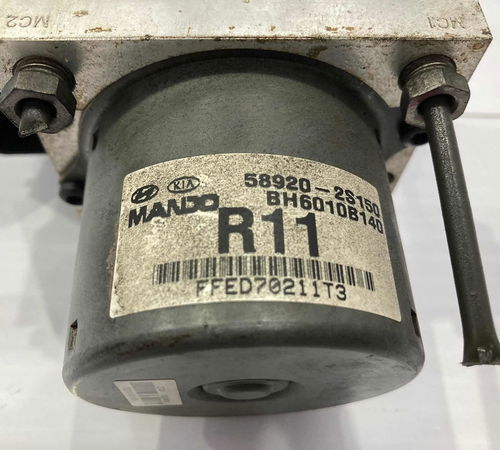 MC2
MC1
KIA
58920-2S150
MANDO
BH6010B140
R11
FFED70211T3